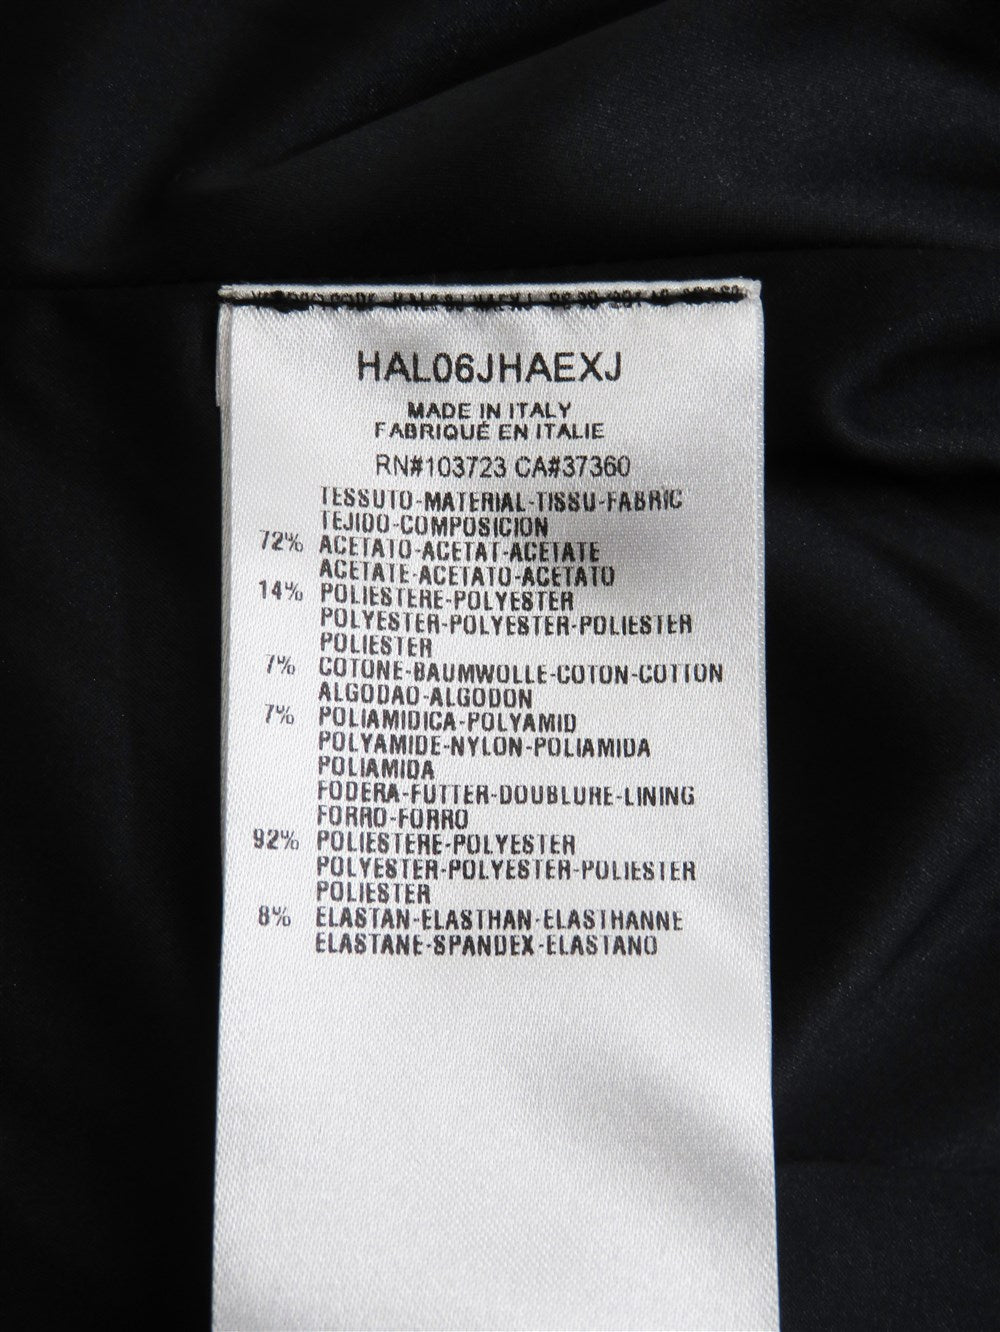 HAL06JHAEXJ
MADE IN ITALY
FABRIQUÉ EN ITALIE
RN#103723 CA#37360
TESSUTO-MATERIAL-TISSU-FABRIC
TEJIDO-COMPOSICION
72% ACETATO-ACETAT-ACETATE
ACETATE-ACETATO-ACETATO
14% POLIESTERE-POLYESTER
POLYESTER-POLYESTER-POLIESTER
POLIESTER
7% COTONE-BAUMWOLLE-COTON-COTTON
ALGODAO-ALGODON
7% POLIAMIDICA-POLYAMID
POLYAMIDE-NYLON-POLIAMIDA
POLIAMIDA
FODERA-FUTTER-DOUBLURE-LINING
FORRO-FORRO
92% POLIESTERE-POLYESTER
POLYESTER-POLYESTER-POLIESTER
POLIESTER
8% ELASTAN-ELASTHAN-ELASTHANNE
ELASTANE-SPANDEX-ELASTANO